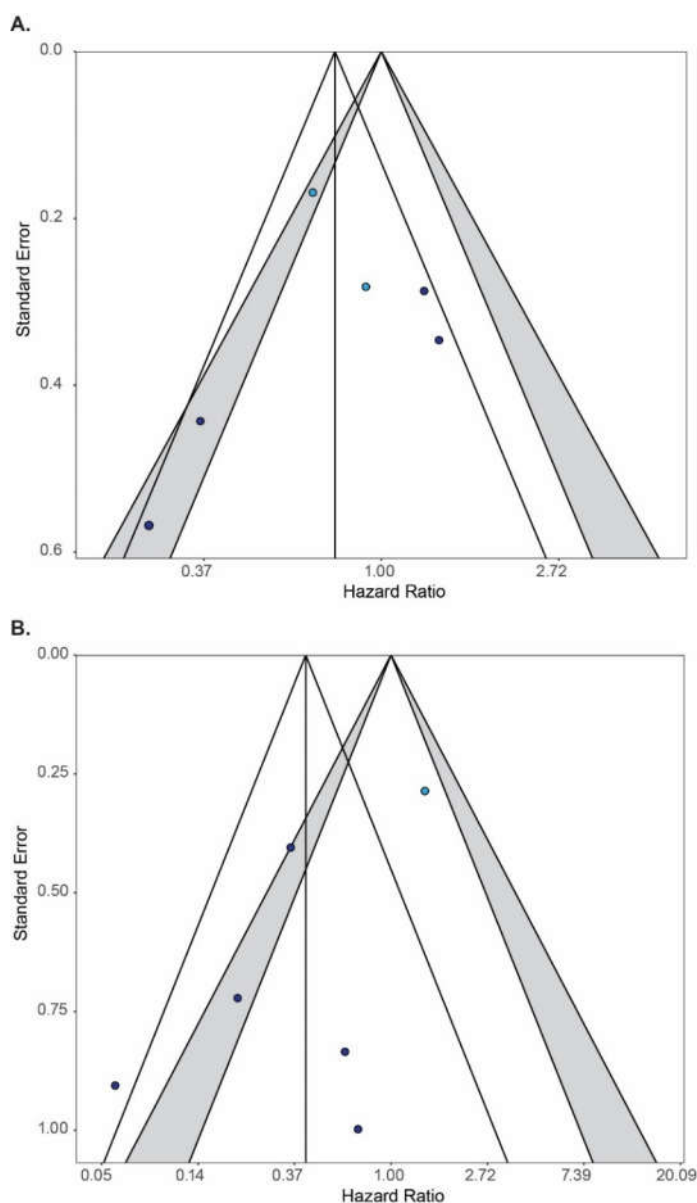 A.
0.0
0.2
0.4
0.6
Standard Error
0.37 1.00 2.72
Hazard Ratio
B.
0.00
0.25
0.50
0.75
1.00
Standard Error
0.05 0.14 0.37 1.00 2.72 7.39 20.09
Hazard Ratio